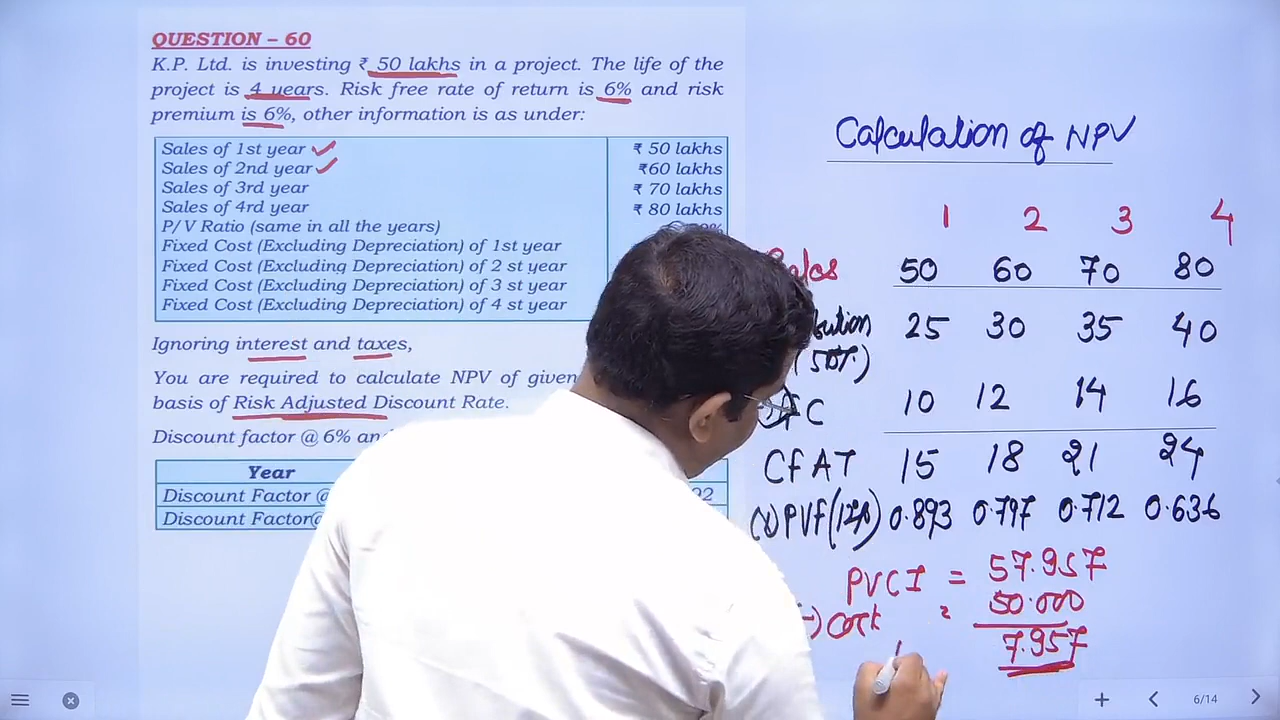 QUESTION – 60
K.P. Ltd. is investing ₹ 50 lakhs in a project. The life of the
project is 4 years. Risk free rate of return is 6% and risk
premium is 6%, other information is as under:
Sales of 1st year ₹ 50 lakhs
Sales of 2nd year ₹60 lakhs
Sales of 3rd year ₹ 70 lakhs
Sales of 4rd year ₹ 80 lakhs
P/V Ratio (same in all the years)
Fixed Cost (Excluding Depreciation) of 1st year
Fixed Cost (Excluding Depreciation) of 2 st year
Fixed Cost (Excluding Depreciation) of 3 st year
Fixed Cost (Excluding Depreciation) of 4 st year
Ignoring interest and taxes,
You are required to calculate NPV of given
basis of Risk Adjusted Discount Rate.
Discount factor @ 6% an
Year
Discount Factor @
Discount Factor@
Calculation of NPV
1 2 3 4
Sales 50 60 70 80
bution 25 30 35 40
(50%)
FC 10 12 14 16
CFAT 15 18 21 24
(x) PVF(12%) 0.893 0.797 0.712 0.636
PVCI = 57.957
(-) Cost = 50.000
7.957
6/14